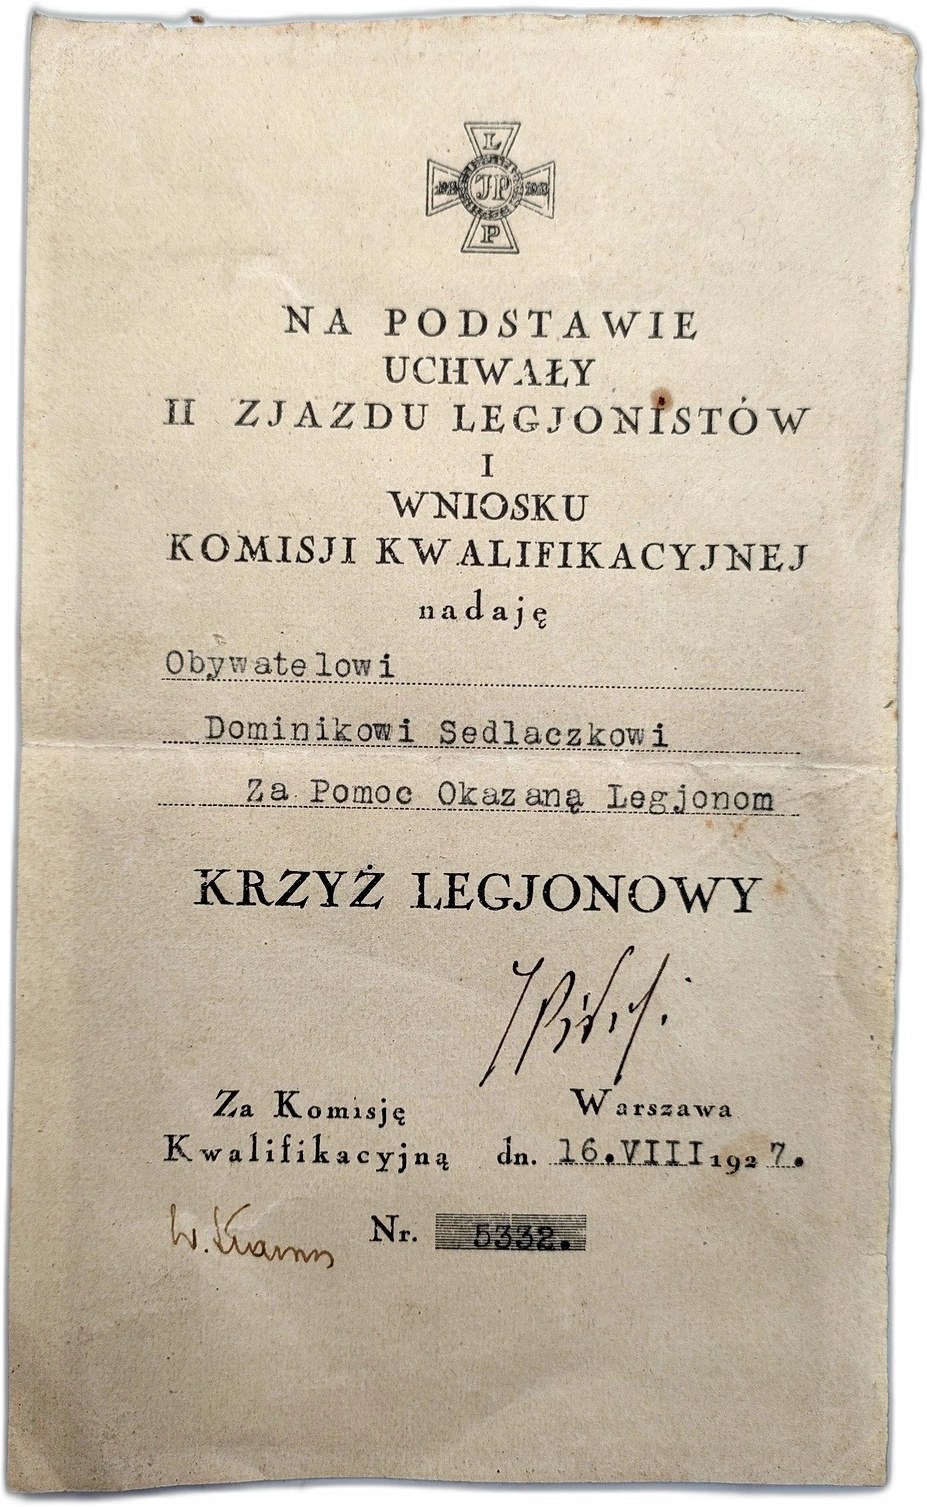 L
JP
P
NA PODSTAWIE
UCHWAŁY
II ZJAZDU LEGJONISTÓW
I
WNIOSKU
KOMISJI KWALIFIKACYJNEJ
nadaję
Obywatelowi
Dominikowi Sedlaczkowi
Za Pomoc Okazaną Legjonom
KRZYŻ LEGJONOWY
Za Komisję
Kwalifikacyjną
Warszawa
dn. 16.VIII 1927.
Nr. 5332.